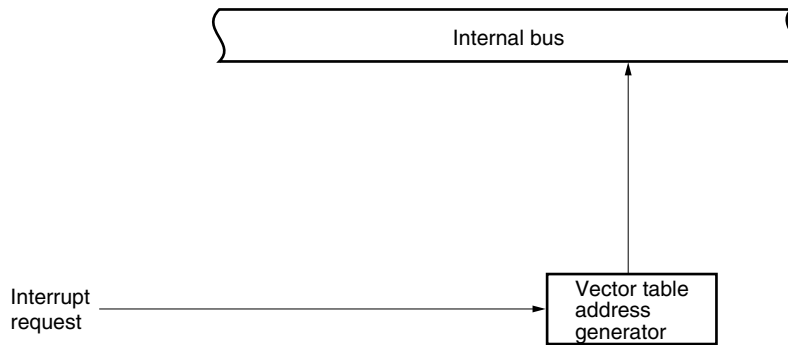 Internal bus
Interrupt
request
Vector table
address
generator